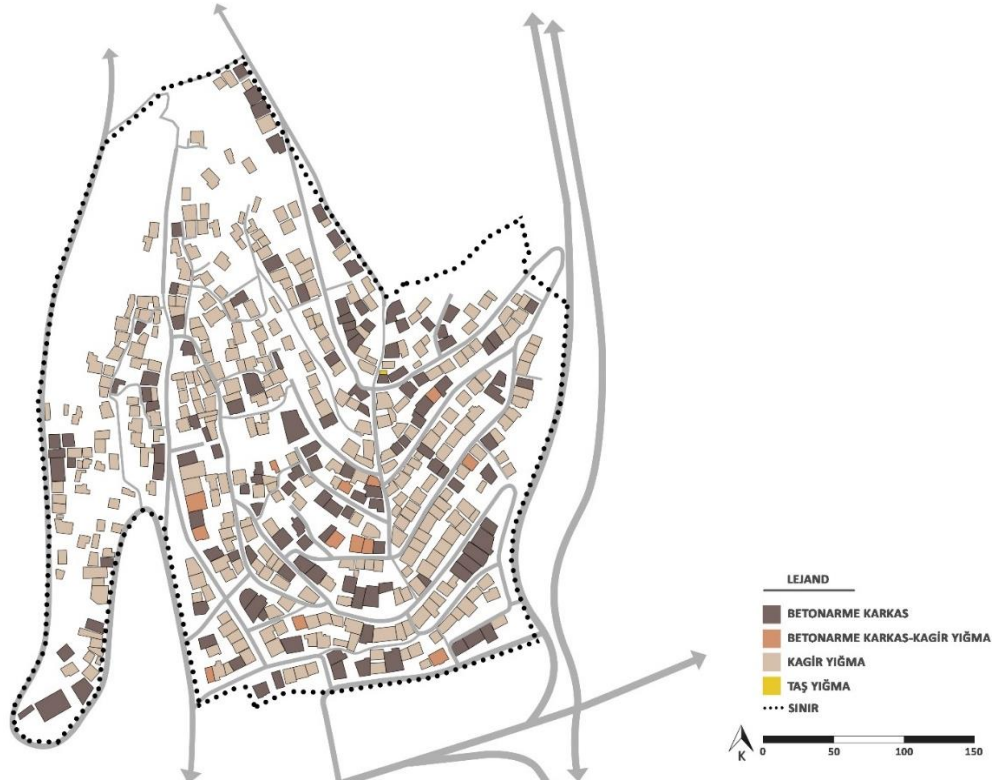 LEJAND
BETONARME KARKAS
BETONARME KARKAS-KAGİR YIĞMA
KAGİR YIĞMA
TAŞ YIĞMA
SINIR
K
0 50 100 150